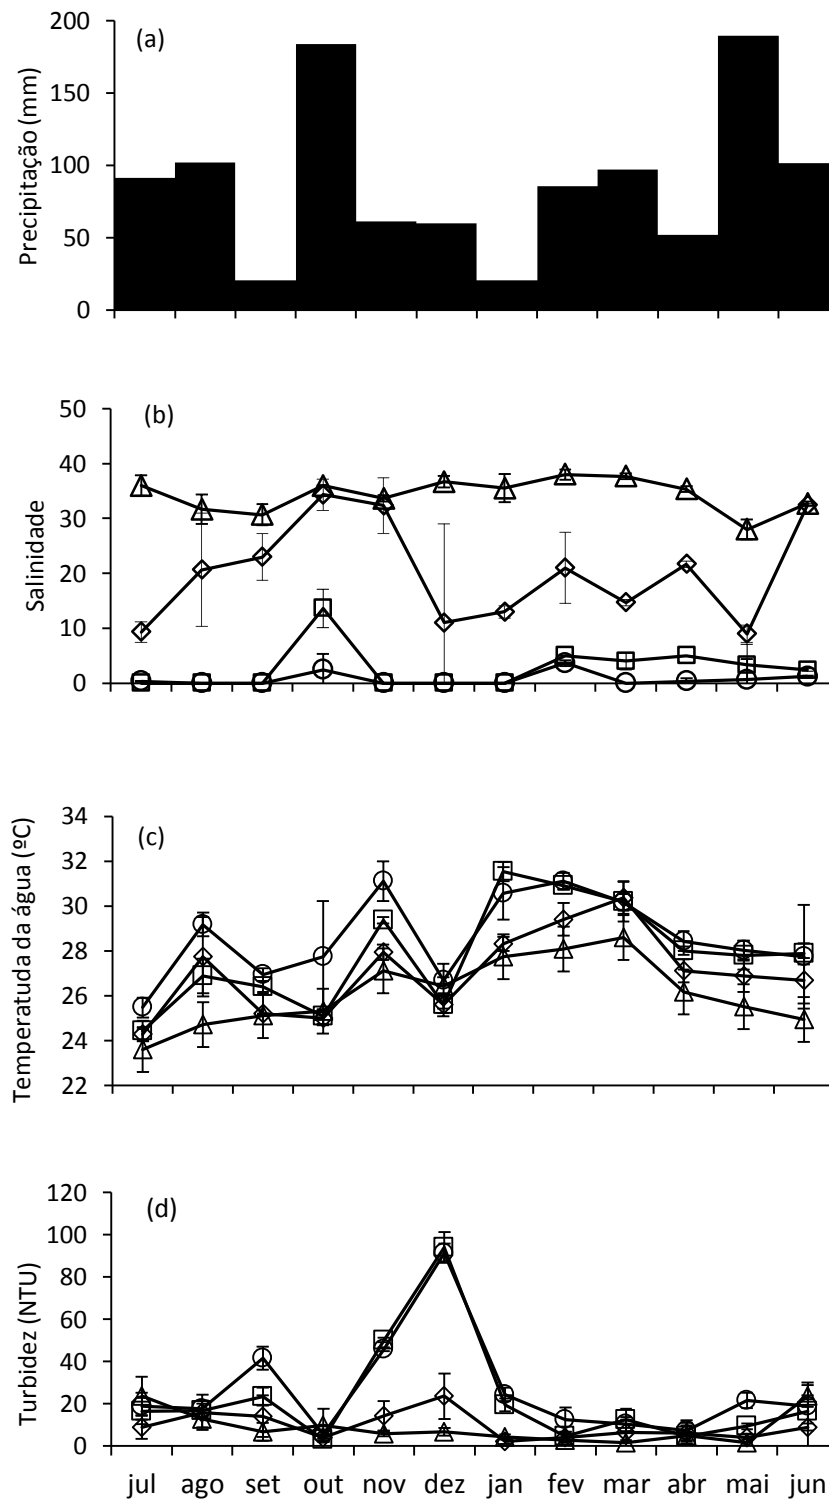 (a)
Precipitação (mm)
200
150
100
50
0
(b)
Salinidade
50
40
30
20
10
0
(c)
Temperatuda da água (ºC)
34
32
30
28
26
24
22
(d)
Turbidez (NTU)
120
100
80
60
40
20
0
jul ago set out nov dez jan fev mar abr mai jun